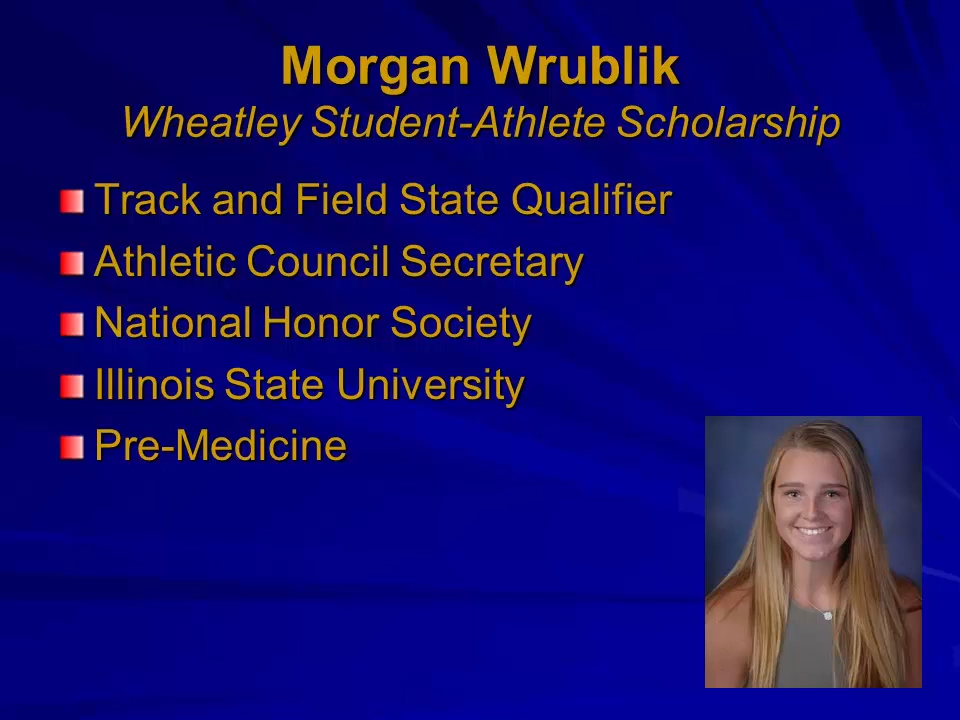 Morgan Wrublik
Wheatley Student-Athlete Scholarship
Track and Field State Qualifier
Athletic Council Secretary
National Honor Society
Illinois State University
Pre-Medicine